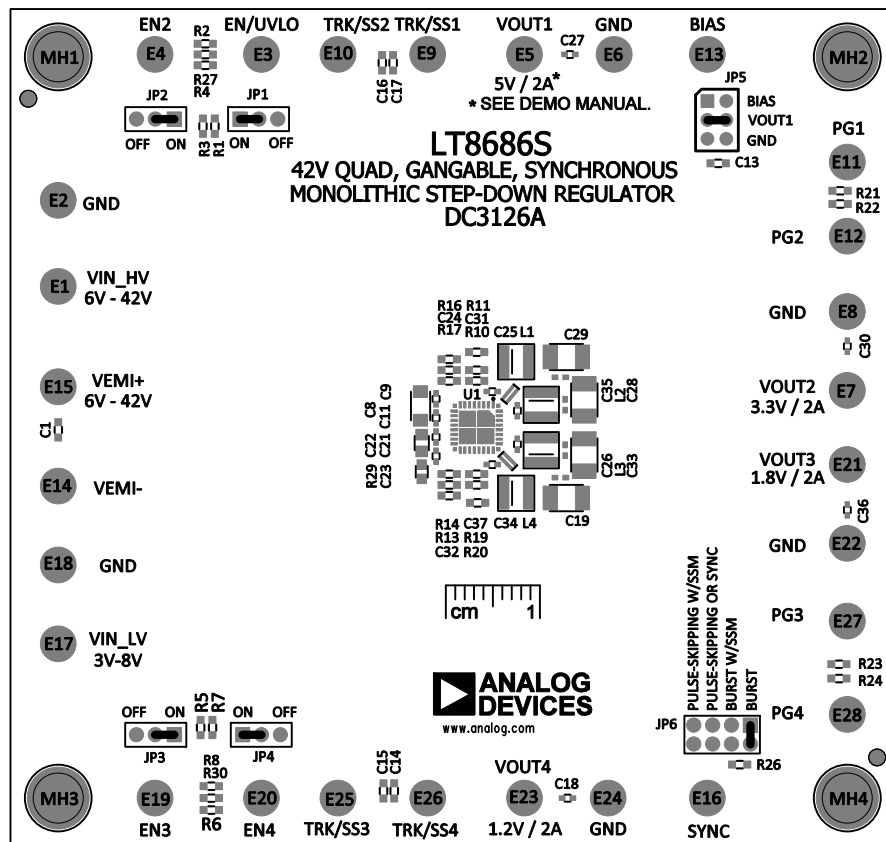 EN2
EN/UVLO
TRK/SS2
TRK/SS1
VOUT1
GND
BIAS
MH1
E4
R2
R27
R4
E3
E10
C16
C17
E9
E5
C27
E6
E13
MH2
5V / 2A*
* SEE DEMO MANUAL.
JP2
OFF
ON
R3
R1
JP1
ON
OFF
JP5
BIAS
VOUT1
GND
C13
PG1
E11
R21
R22
LT8686S
42V QUAD, GANGABLE, SYNCHRONOUS
MONOLITHIC STEP-DOWN REGULATOR
DC3126A
E2
GND
PG2
E12
E1
VIN_HV
6V - 42V
GND
E8
C30
R16
R11
C24
C31
R17
R10
C25
L1
C29
E15
VEMI+
6V - 42V
C1
C9
C8
C11
C22
C21
R29
C23
U1
C35
L2
C28
C26
L3
C33
VOUT2
3.3V / 2A
E7
VOUT3
1.8V / 2A
E21
C36
E14
VEMI-
R14
C37
R13
R19
C32
R20
C34
L4
C19
GND
E22
E18
GND
cm
1
E17
VIN_LV
3V-8V
PG3
E27
R23
R24
PULSE-SKIPPING W/SSM
PULSE-SKIPPING OR SYNC
BURST W/SSM
BURST
JP6
R26
PG4
E28
ANALOG
DEVICES
www.analog.com
OFF
ON
JP3
R5
R7
ON
OFF
JP4
R8
R30
R6
C15
C14
VOUT4
C18
MH3
E19
E20
E25
E26
E23
E24
E16
MH4
EN3
EN4
TRK/SS3
TRK/SS4
1.2V / 2A
GND
SYNC